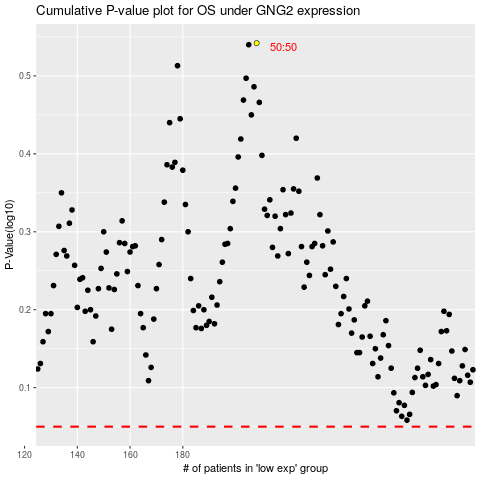 Cumulative P-value plot for OS under GNG2 expression
50:50
0.5
0.4
0.3
0.2
0.1
P-Value(log10)
124 140 160 180
# of patients in 'low exp' group